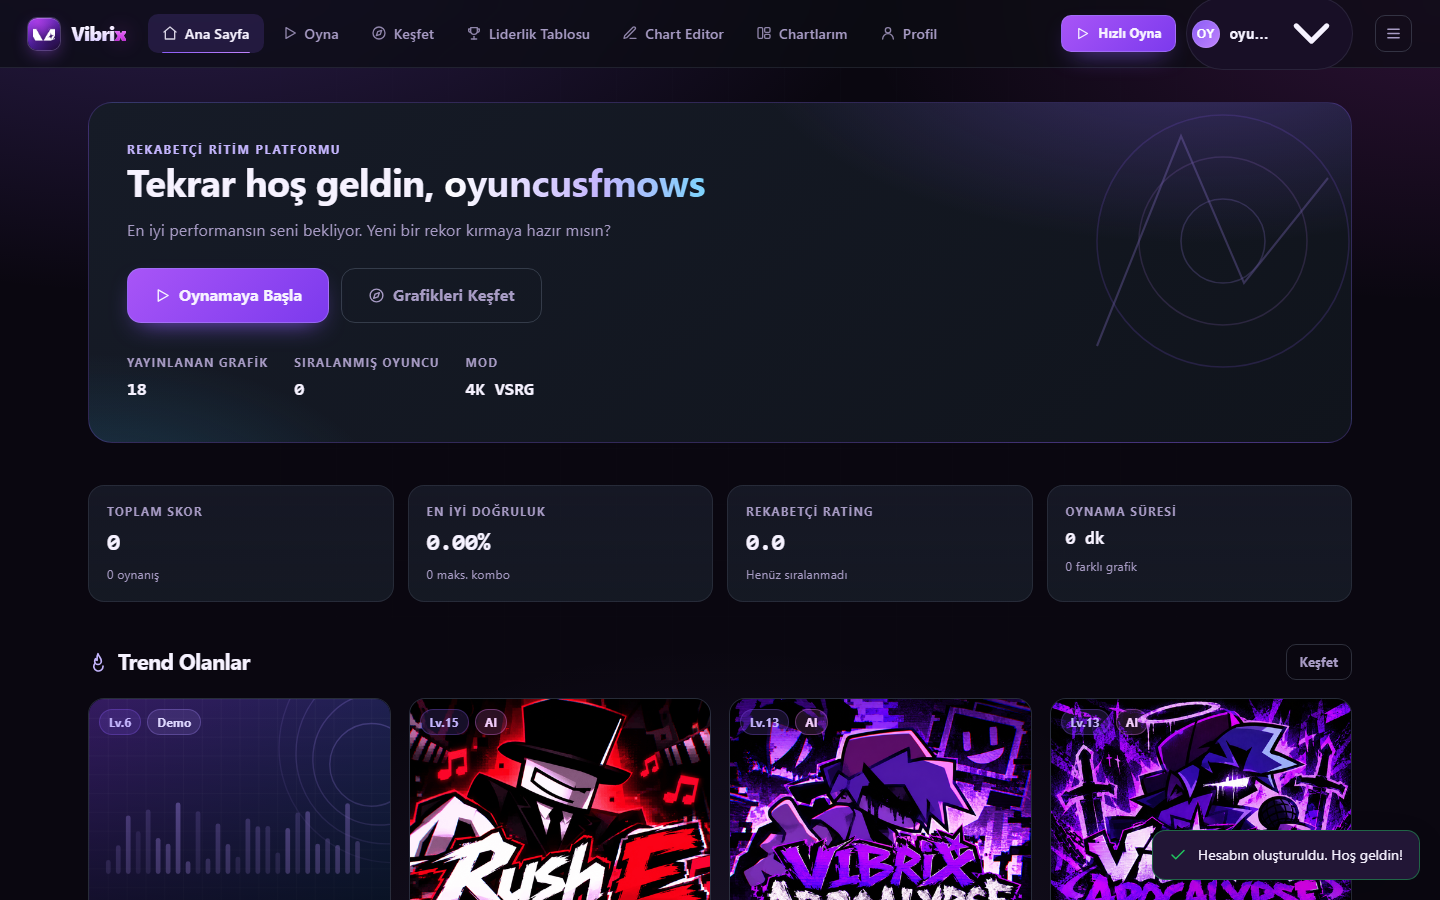 Vibrix
Ana Sayfa
Oyna
Keşfet
Liderlik Tablosu
Chart Editor
Chartlarım
Profil
Hızlı Oyna
OY
oyu...
REKABETÇİ RİTİM PLATFORMU
Tekrar hoş geldin, oyuncusfmows
En iyi performansın seni bekliyor. Yeni bir rekor kırmaya hazır mısın?
Oynamaya Başla
Grafikleri Keşfet
YAYINLANAN GRAFİK
18
SIRALANMIŞ OYUNCU
0
MOD
4K VSRG
TOPLAM SKOR
0
0 oynanış
EN İYİ DOĞRULUK
0.00%
0 maks. kombo
REKABETÇİ RATİNG
0.0
Henüz sıralanmadı
OYNAMA SÜRESİ
0 dk
0 farklı grafik
Trend Olanlar
Keşfet
Lv.6
Demo
Lv.15
AI
Rush E
Lv.13
AI
VIBRIX
APOCALYPSE
Lv.13
AI
APOCALYPSE
Hesabın oluşturuldu. Hoş geldin!